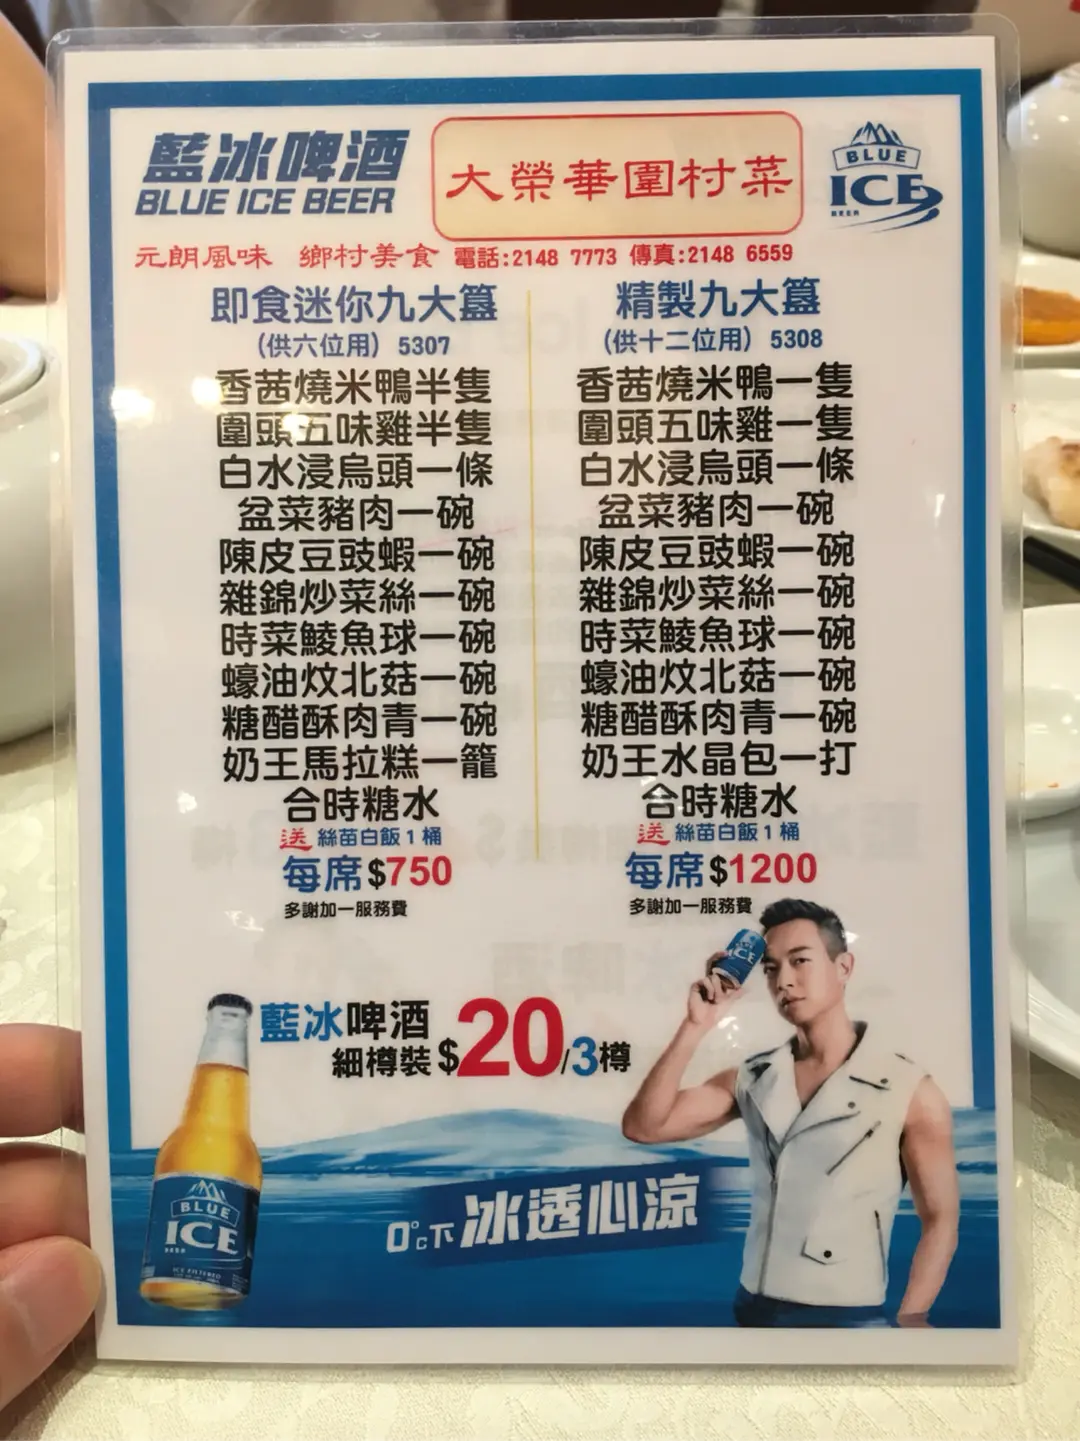 藍冰啤酒
BLUE ICE BEER
大榮華圍村菜
BLUE
ICE
BEER
元朗風味 鄉村美食 電話:2148 7773 傳真:2148 6559
即食迷你九大簋
(供六位用) 5307
香茜燒米鴨半隻
圍頭五味雞半隻
白水浸烏頭一條
盆菜豬肉一碗
陳皮豆豉蝦一碗
雜錦炒菜絲一碗
時菜鯪魚球一碗
蠔油炆北菇一碗
糖醋酥肉青一碗
奶王馬拉糕一籠
合時糖水
送 絲苗白飯1桶
每席$750
多謝加一服務費
精製九大簋
(供十二位用) 5308
香茜燒米鴨一隻
圍頭五味雞一隻
白水浸烏頭一條
盆菜豬肉一碗
陳皮豆豉蝦一碗
雜錦炒菜絲一碗
時菜鯪魚球一碗
蠔油炆北菇一碗
糖醋酥肉青一碗
奶王水晶包一打
合時糖水
送 絲苗白飯1桶
每席$1200
多謝加一服務費
ICE
藍冰啤酒
細樽裝$20/3樽
BLUE
ICE
BEER
ICE FILTERED
0°c下冰透心涼